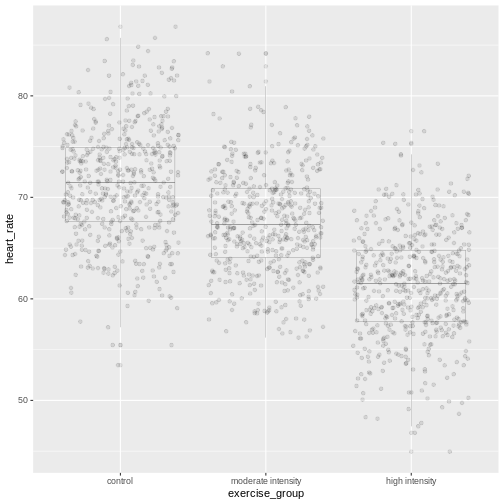 heart_rate
80
70
60
50
control
moderate intensity
high intensity
exercise_group